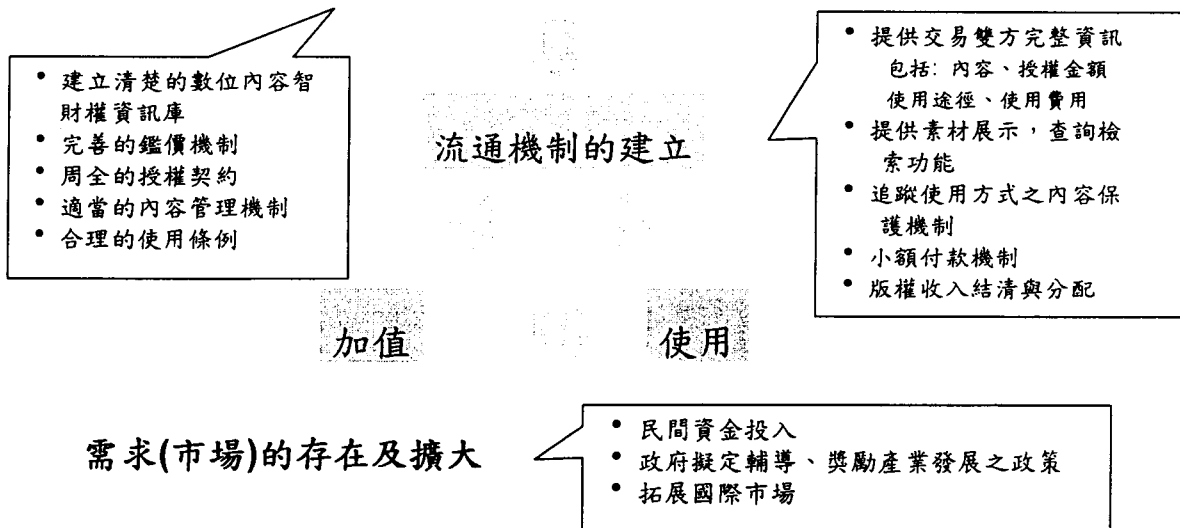 • 建立清楚的數位內容智
財權資訊庫
• 完善的鑑價機制
• 周全的授權契約
• 適當的內容管理機制
• 合理的使用條例
流通機制的建立
• 提供交易雙方完整資訊
包括: 內容、授權金額
使用途徑、使用費用
• 提供素材展示，查詢檢
索功能
• 追蹤使用方式之內容保
護機制
• 小額付款機制
• 版權收入結清與分配
加值
使用
需求(市場)的存在及擴大
• 民間資金投入
• 政府擬定輔導、獎勵產業發展之政策
• 拓展國際市場